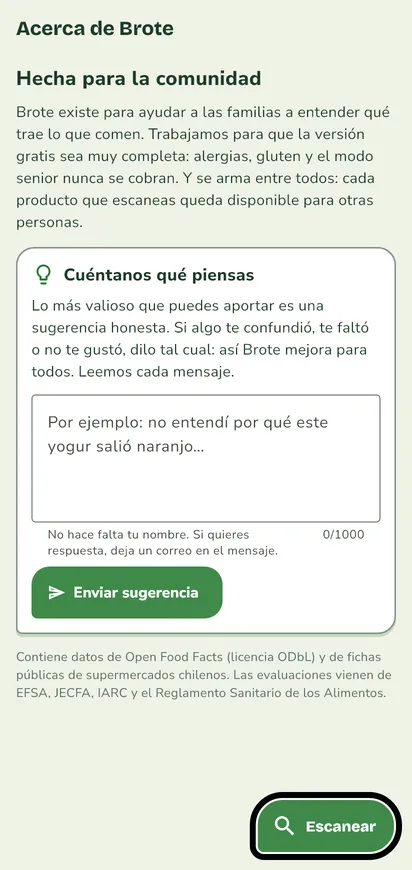 Acerca de Brote
Hecha para la comunidad
Brote existe para ayudar a las familias a entender qué
trae lo que comen. Trabajamos para que la versión
gratis sea muy completa: alergias, gluten y el modo
senior nunca se cobran. Y se arma entre todos: cada
producto que escaneas queda disponible para otras
personas.
Cuéntanos qué piensas
Lo más valioso que puedes aportar es una
sugerencia honesta. Si algo te confundió, te faltó
o no te gustó, dilo tal cual: así Brote mejora para
todos. Leemos cada mensaje.
Por ejemplo: no entendí por qué este
yogur salió naranjo...
No hace falta tu nombre. Si quieres
respuesta, deja un correo en el mensaje.
0/1000
Enviar sugerencia
Contiene datos de Open Food Facts (licencia ODbL) y de fichas
públicas de supermercados chilenos. Las evaluaciones vienen de
EFSA, JECFA, IARC y el Reglamento Sanitario de los Alimentos.
Escanear